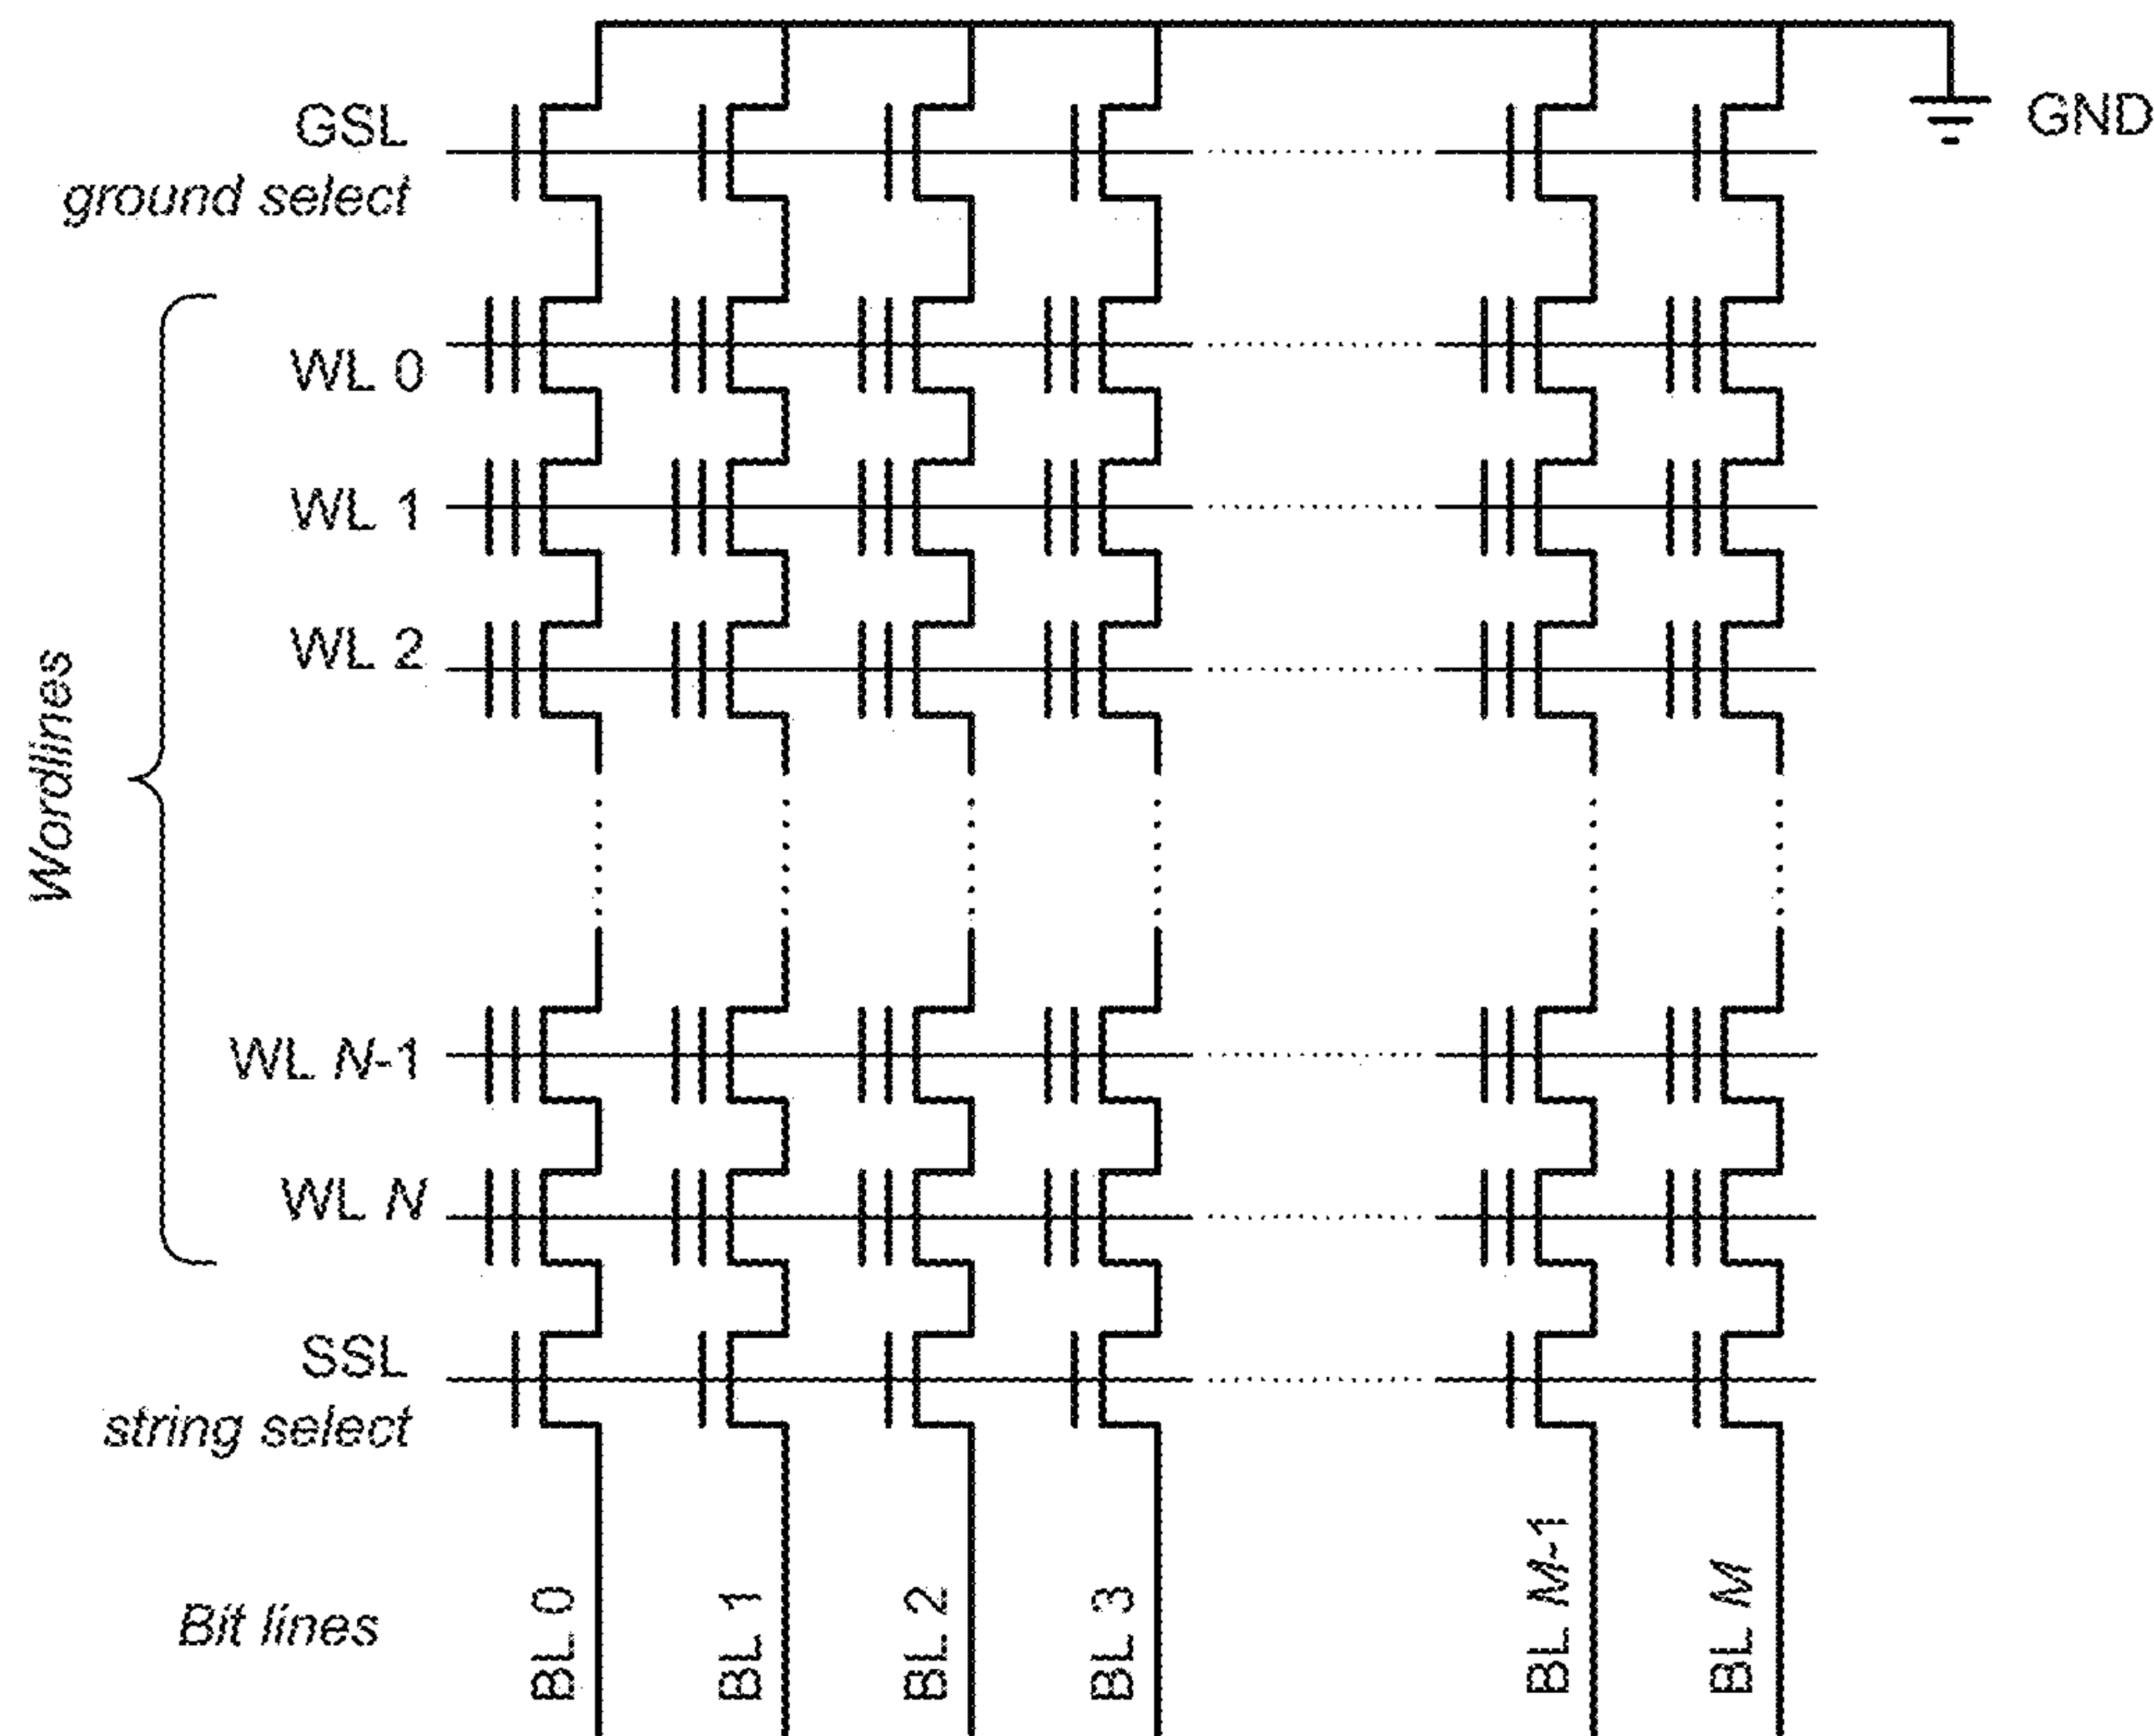 GND
GSL
ground select
WL 0
WL 1
WL 2
Wordlines
WL N-1
WL N
SSL
string select
Bit lines
BL 0
BL 1
BL 2
BL 3
BL M-1
BL M